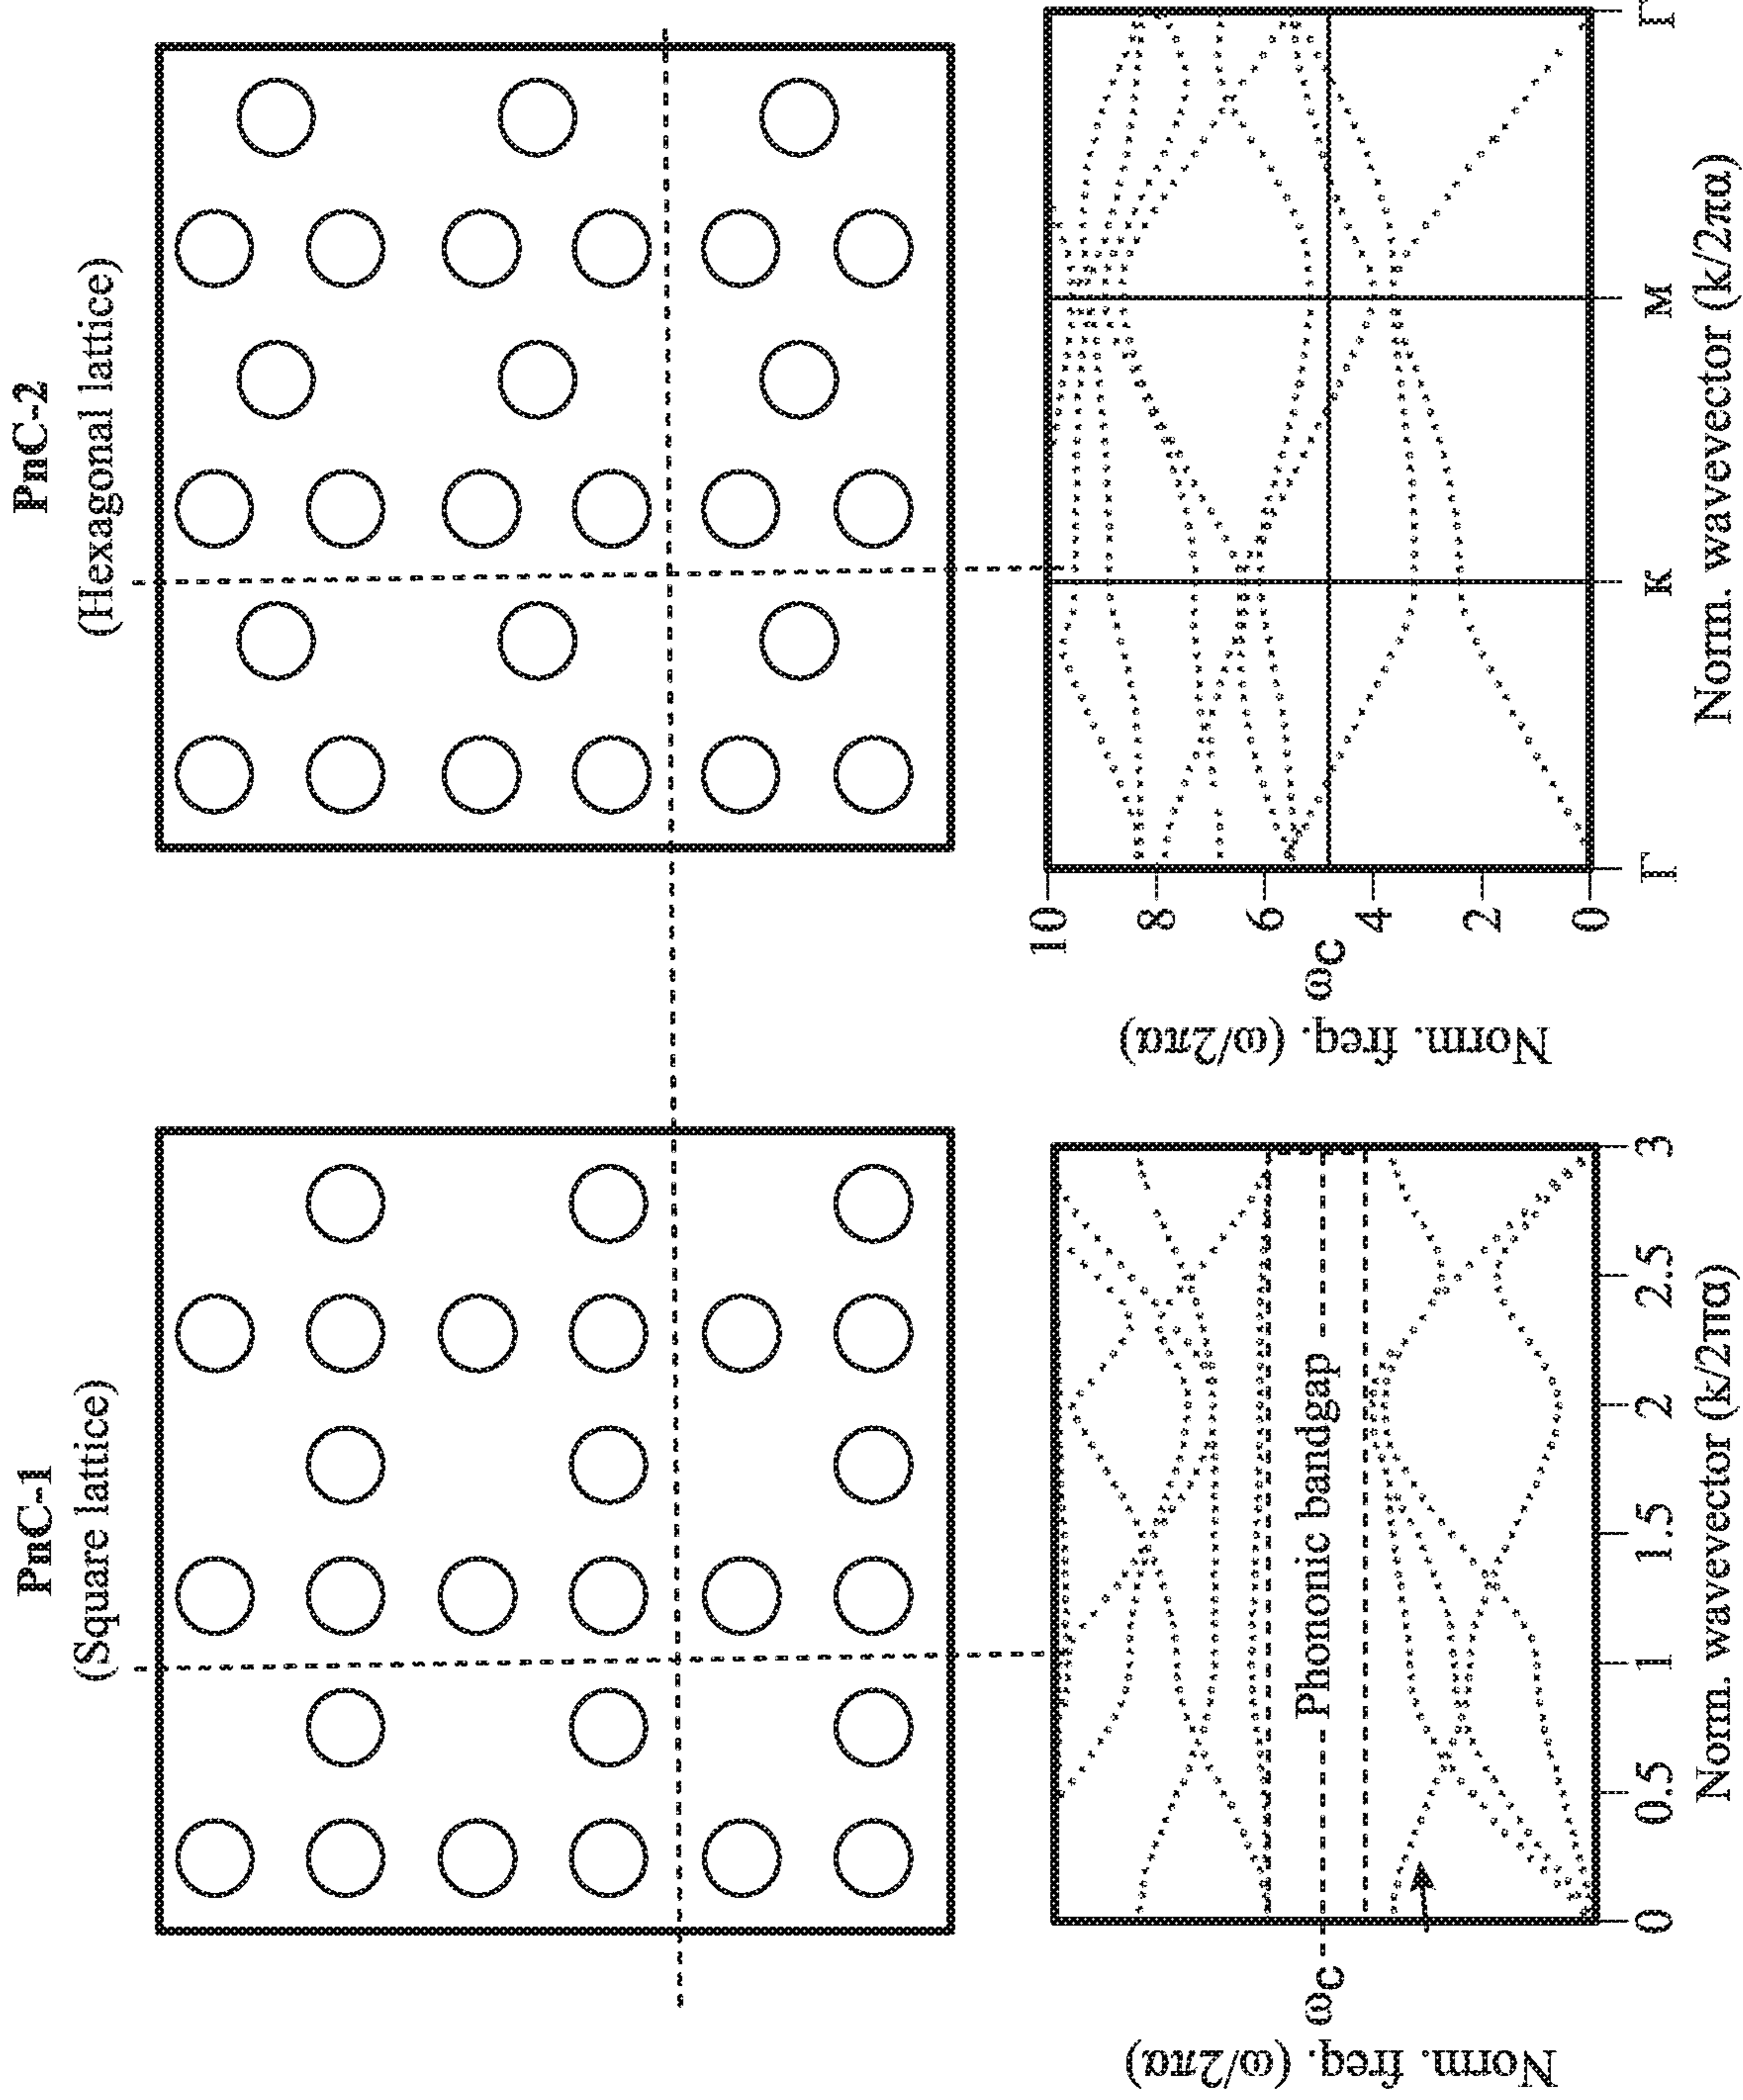 PnC-1
(Square lattice)
Norm. freq. (ω/2πα)
ωC
Phononic bandgap
0 0.5 1 1.5 2 2.5 3
Norm. wavevector (k/2πα)
PnC-2
(Hexagonal lattice)
Norm. freq. (ω/2πα)
10
8
6
ωC
4
2
0
Γ K M Γ
Norm. wavevector (k/2πα)